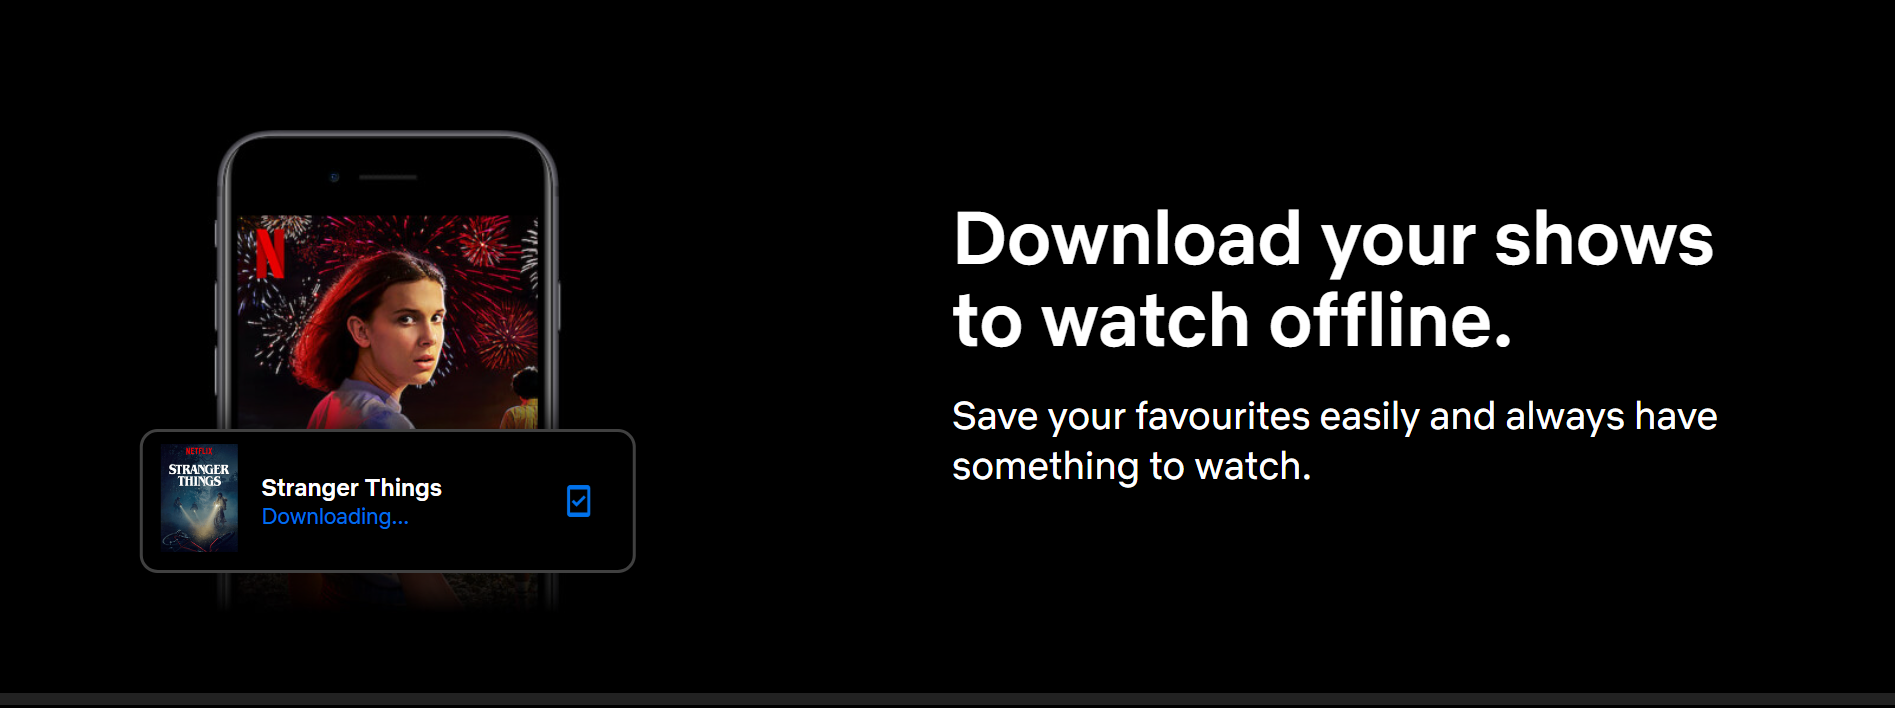 N
Download your shows
to watch offline.
Save your favourites easily and always have
something to watch.
NETFLIX
STRANGER
THINGS
Stranger Things
Downloading...